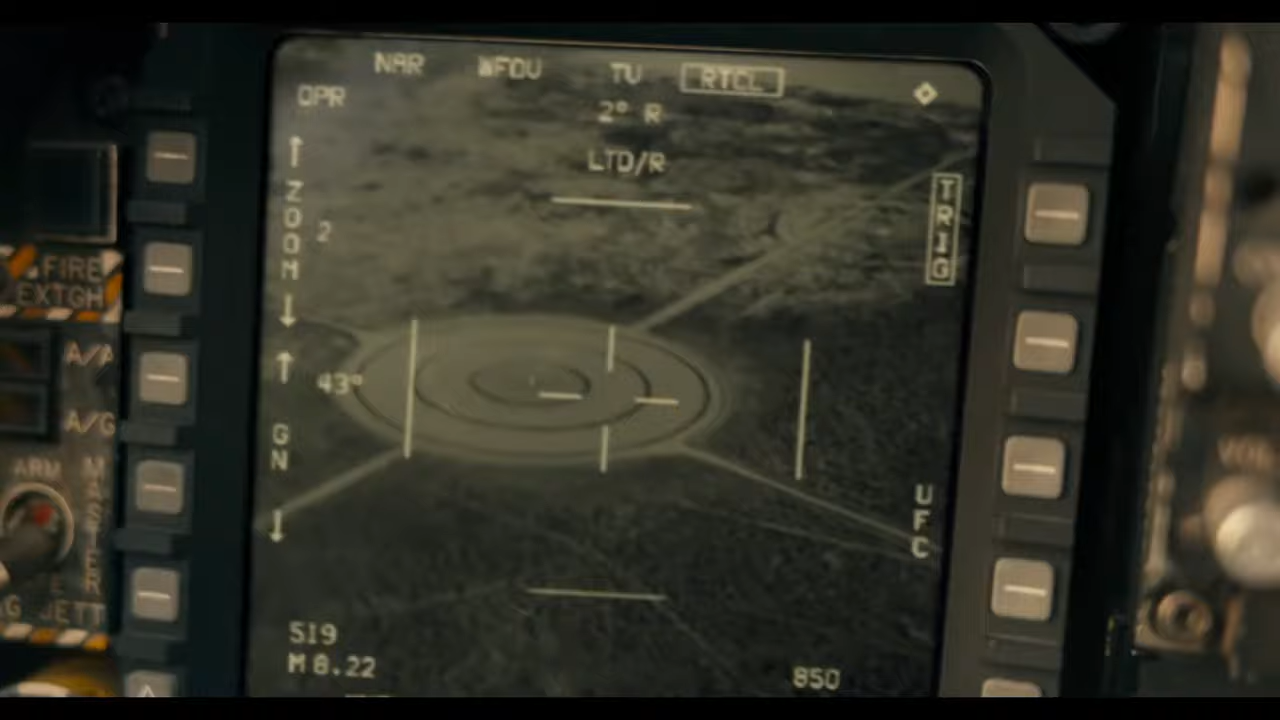 NAR WFOV TV RTCL
OPR
2° R
LTD/R
TRIG
ZOOM 2
FIRE
EXTGH
A/A
43°
A/G
GN
ARM
MASTER
VOL
UFC
JETT
519
M 8.22
850